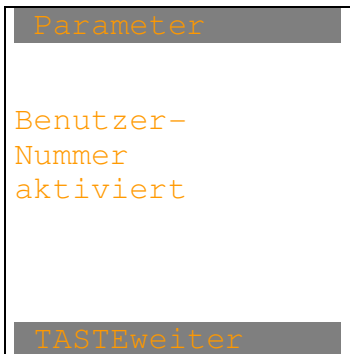 Parameter
Benutzer-
Nummer
aktiviert
TASTEweiter